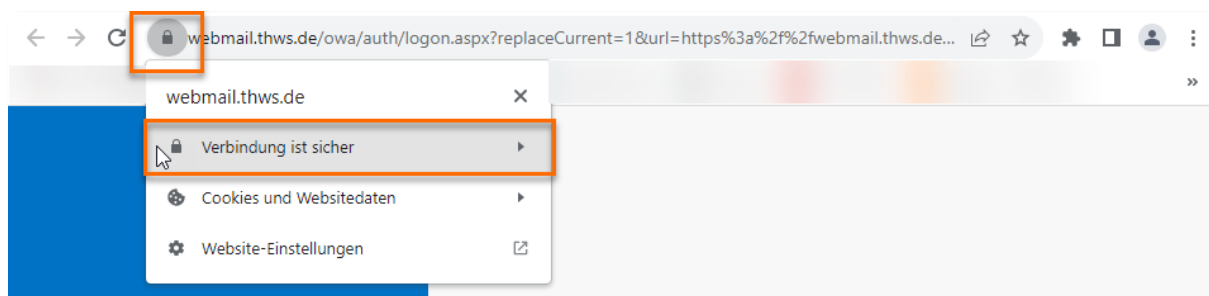 webmail.thws.de/owa/auth/logon.aspx?replaceCurrent=1&url=https%3a%2f%2fwebmail.thws.de...
webmail.thws.de
Verbindung ist sicher
Cookies und Websitedaten
Website-Einstellungen